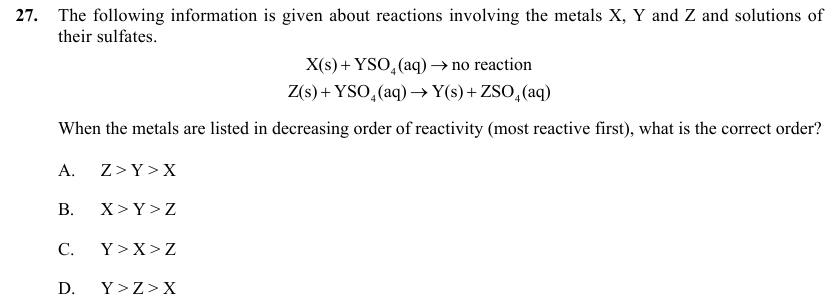 27. The following information is given about reactions involving the metals X, Y and Z and solutions of
their sulfates.
X(s) + YSO₄(aq) → no reaction
Z(s) + YSO₄(aq) → Y(s) + ZSO₄(aq)
When the metals are listed in decreasing order of reactivity (most reactive first), what is the correct order?
A. Z > Y > X
B. X > Y > Z
C. Y > X > Z
D. Y > Z > X